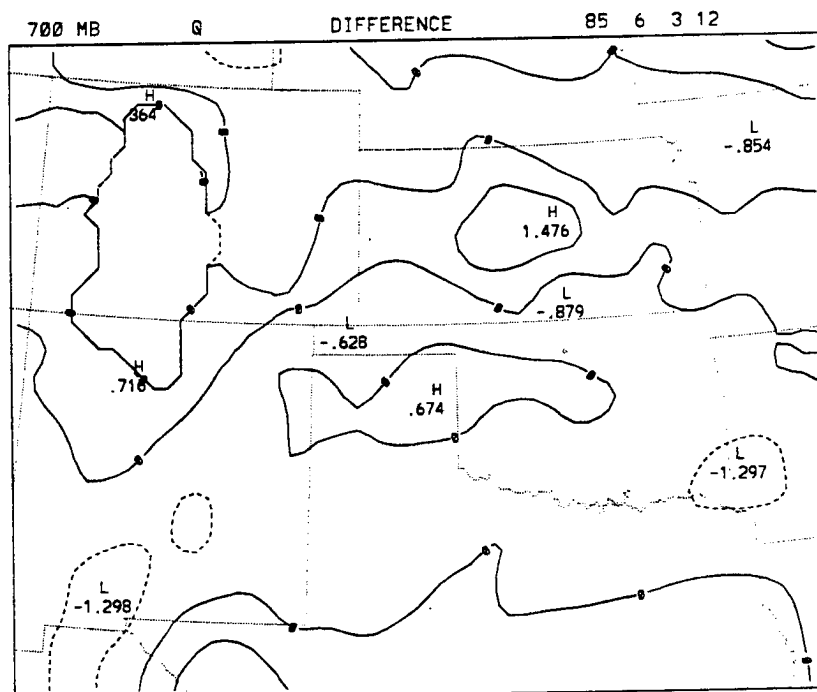 700 MB Q DIFFERENCE 85 6 3 12
H
364
L
-.854
H
1.476
L
-.879
L
-.628
H
.716
H
.674
L
-1.297
L
-1.298